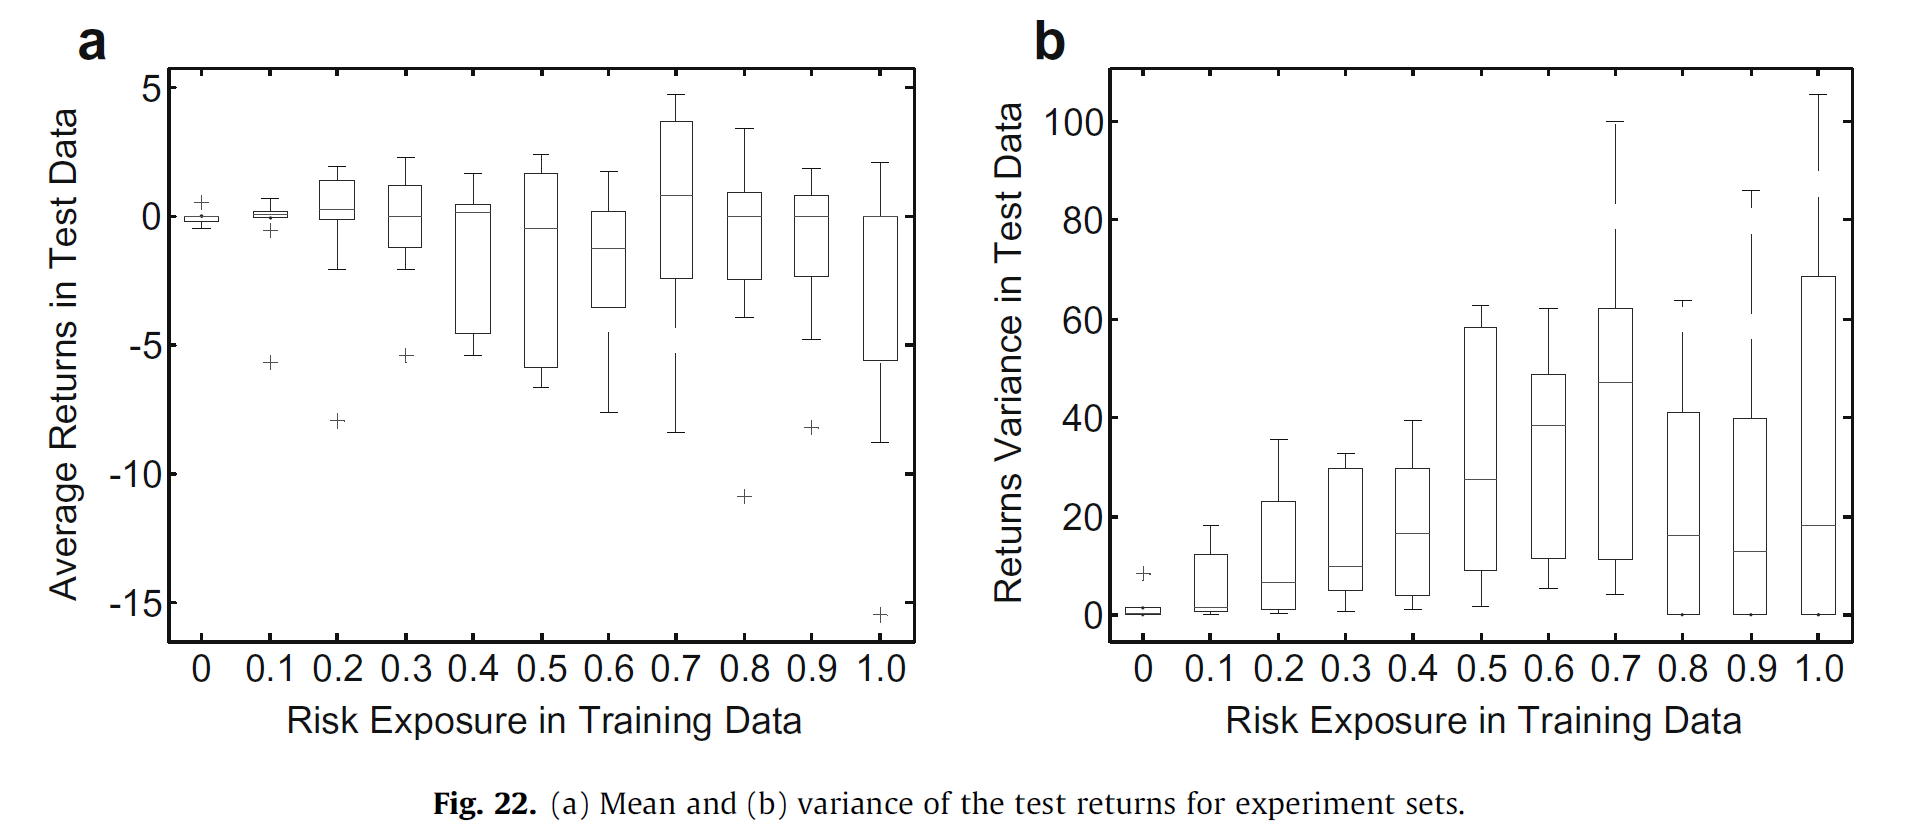 a
b
5
0
-5
-10
-15
Average Returns in Test Data
0 0.1 0.2 0.3 0.4 0.5 0.6 0.7 0.8 0.9 1.0
Risk Exposure in Training Data
100
80
60
40
20
0
Returns Variance in Test Data
0 0.1 0.2 0.3 0.4 0.5 0.6 0.7 0.8 0.9 1.0
Risk Exposure in Training Data
Fig. 22. (a) Mean and (b) variance of the test returns for experiment sets.